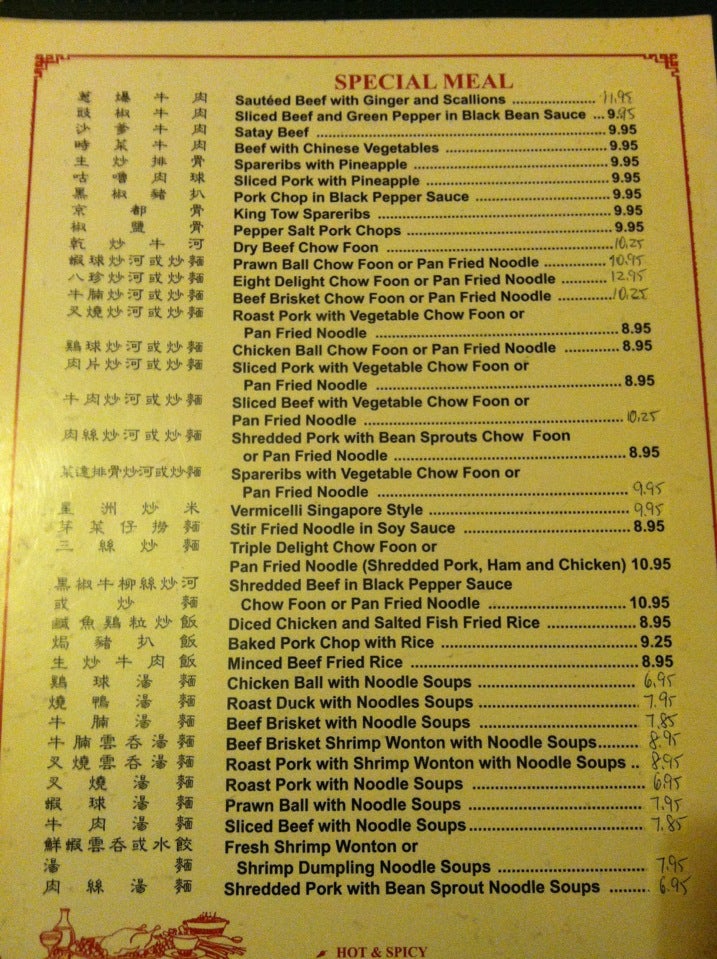 SPECIAL MEAL
蔥爆牛肉 Sautéed Beef with Ginger and Scallions ..................... 11.95
豉椒牛肉 Sliced Beef and Green Pepper in Black Bean Sauce ... 9.95
沙爹牛肉 Satay Beef ..................... 9.95
時菜牛肉 Beef with Chinese Vegetables ..................... 9.95
生炒排骨 Spareribs with Pineapple ..................... 9.95
咕嚕肉球 Sliced Pork with Pineapple ..................... 9.95
黑椒豬扒 Pork Chop in Black Pepper Sauce ..................... 9.95
京都骨 King Tow Spareribs ..................... 9.95
椒鹽骨 Pepper Salt Pork Chops ..................... 9.95
乾炒牛河 Dry Beef Chow Foon ..................... 10.25
蝦球炒河或炒麵 Prawn Ball Chow Foon or Pan Fried Noodle ..................... 10.95
八珍炒河或炒麵 Eight Delight Chow Foon or Pan Fried Noodle ..................... 12.95
牛腩炒河或炒麵 Beef Brisket Chow Foon or Pan Fried Noodle ..................... 10.25
叉燒炒河或炒麵 Roast Pork with Vegetable Chow Foon or
Pan Fried Noodle ..................... 8.95
鷄球炒河或炒麵 Chicken Ball Chow Foon or Pan Fried Noodle ..................... 8.95
肉片炒河或炒麵 Sliced Pork with Vegetable Chow Foon or
Pan Fried Noodle ..................... 8.95
牛肉炒河或炒麵 Sliced Beef with Vegetable Chow Foon or
Pan Fried Noodle ..................... 10.25
肉絲炒河或炒麵 Shredded Pork with Bean Sprouts Chow Foon
or Pan Fried Noodle ..................... 8.95
菜遠排骨炒河或炒麵 Spareribs with Vegetable Chow Foon or
Pan Fried Noodle ..................... 9.95
星洲炒米 Vermicelli Singapore Style ..................... 9.95
芽菜仔撈麵 Stir Fried Noodle in Soy Sauce ..................... 8.95
三絲炒麵 Triple Delight Chow Foon or
Pan Fried Noodle (Shredded Pork, Ham and Chicken) 10.95
黑椒牛柳絲炒河 Shredded Beef in Black Pepper Sauce
或炒麵 Chow Foon or Pan Fried Noodle ..................... 10.95
鹹魚鷄粒炒飯 Diced Chicken and Salted Fish Fried Rice ..................... 8.95
焗豬扒飯 Baked Pork Chop with Rice ..................... 9.25
生炒牛肉飯 Minced Beef Fried Rice ..................... 8.95
鷄球湯麵 Chicken Ball with Noodle Soups ..................... 6.95
燒鴨湯麵 Roast Duck with Noodles Soups ..................... 7.95
牛腩湯麵 Beef Brisket with Noodle Soups ..................... 7.85
牛腩雲吞湯麵 Beef Brisket Shrimp Wonton with Noodle Soups......... 8.95
叉燒雲吞湯麵 Roast Pork with Shrimp Wonton with Noodle Soups .. 8.95
叉燒湯麵 Roast Pork with Noodle Soups ..................... 6.95
蝦球湯麵 Prawn Ball with Noodle Soups ..................... 7.95
牛肉湯麵 Sliced Beef with Noodle Soups..................... 7.85
鮮蝦雲吞或水餃 Fresh Shrimp Wonton or
湯麵 Shrimp Dumpling Noodle Soups ..................... 7.95
肉絲湯麵 Shredded Pork with Bean Sprout Noodle Soups ......... 6.95
HOT & SPICY